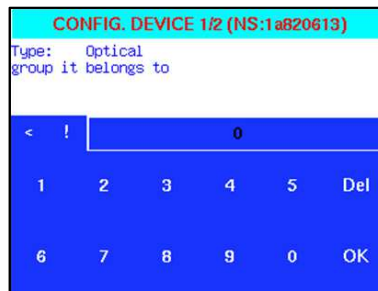 CONFIG. DEVICE 1/2 (NS:1a820613)
Type: Optical
group it belongs to
< ! 0
1 2 3 4 5 Del
6 7 8 9 0 OK